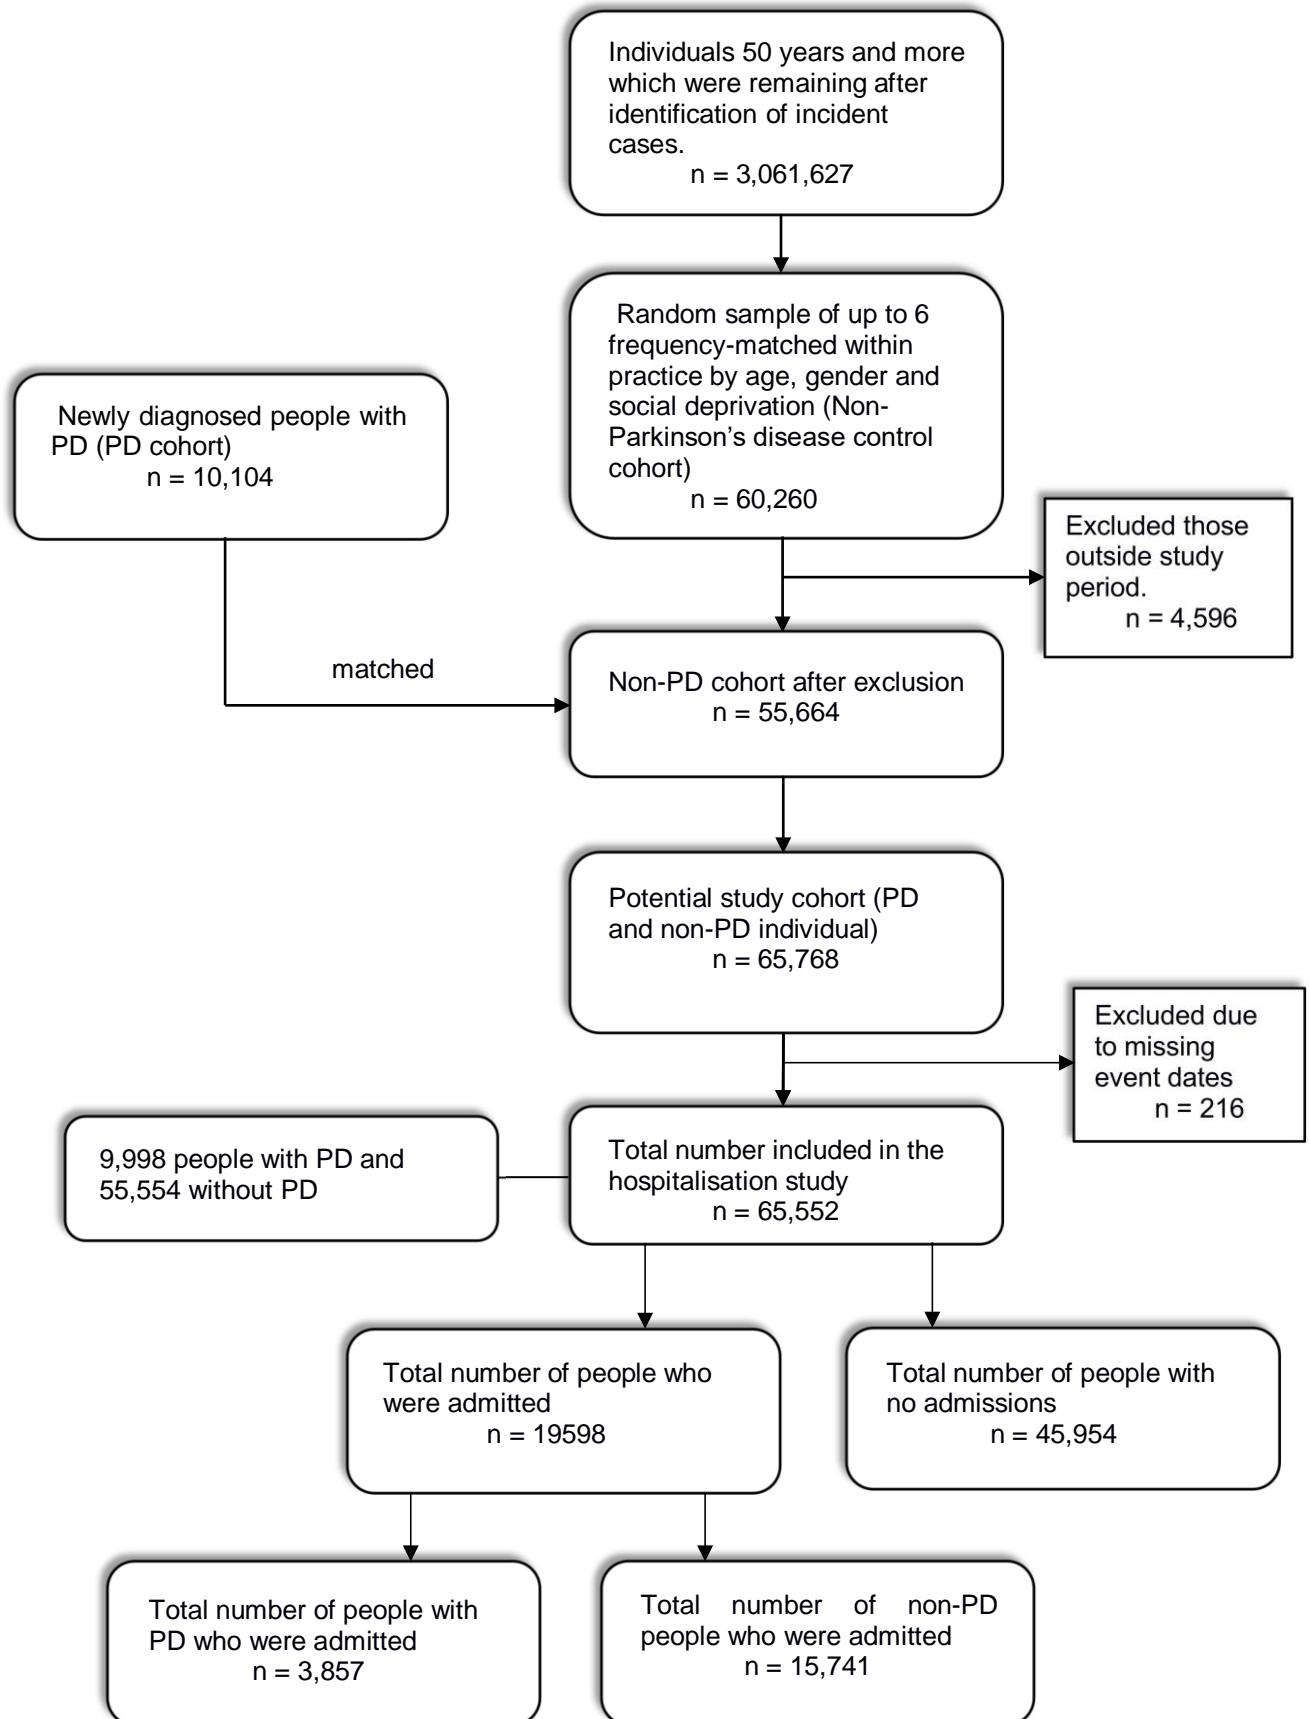 Individuals 50 years and more
which were remaining after
identification of incident
cases.
n = 3,061,627
Random sample of up to 6
frequency-matched within
practice by age, gender and
social deprivation (Non-
Parkinson's disease control
cohort)
n = 60,260
Newly diagnosed people with
PD (PD cohort)
n = 10,104
Excluded those
outside study
period.
n = 4,596
matched
Non-PD cohort after exclusion
n = 55,664
Potential study cohort (PD
and non-PD individual)
n = 65,768
Excluded due
to missing
event dates
n = 216
9,998 people with PD and
55,554 without PD
Total number included in the
hospitalisation study
n = 65,552
Total number of people who
were admitted
n = 19598
Total number of people with
no admissions
n = 45,954
Total number of people with
PD who were admitted
n = 3,857
Total number of non-PD
people who were admitted
n = 15,741